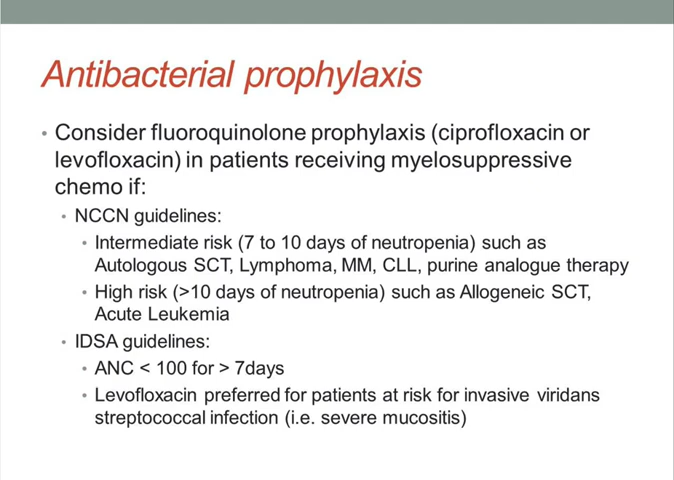 Antibacterial prophylaxis
• Consider fluoroquinolone prophylaxis (ciprofloxacin or
levofloxacin) in patients receiving myelosuppressive
chemo if:
• NCCN guidelines:
• Intermediate risk (7 to 10 days of neutropenia) such as
Autologous SCT, Lymphoma, MM, CLL, purine analogue therapy
• High risk (>10 days of neutropenia) such as Allogeneic SCT,
Acute Leukemia
• IDSA guidelines:
• ANC < 100 for > 7days
• Levofloxacin preferred for patients at risk for invasive viridans
streptococcal infection (i.e. severe mucositis)